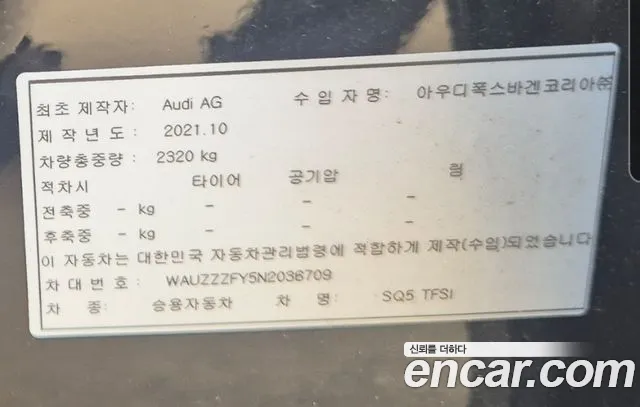 최초 제작자: Audi AG 수 입 자 명: 아우디폭스바겐코리아㈜
제 작 년 도 : 2021.10
차량총중량: 2320 kg
적차시 타이어 공기압 림
전축중 - kg - - -
후축중 - kg - - -
이 자동차는 대한민국 자동차관리법령에 적합하게 제작(수입)되었습니다
차 대 번 호 : WAUZZZFY5N2036709
차 종: 승용자동차 차 명: SQ5 TFSI
신뢰를 더하다
encar.com